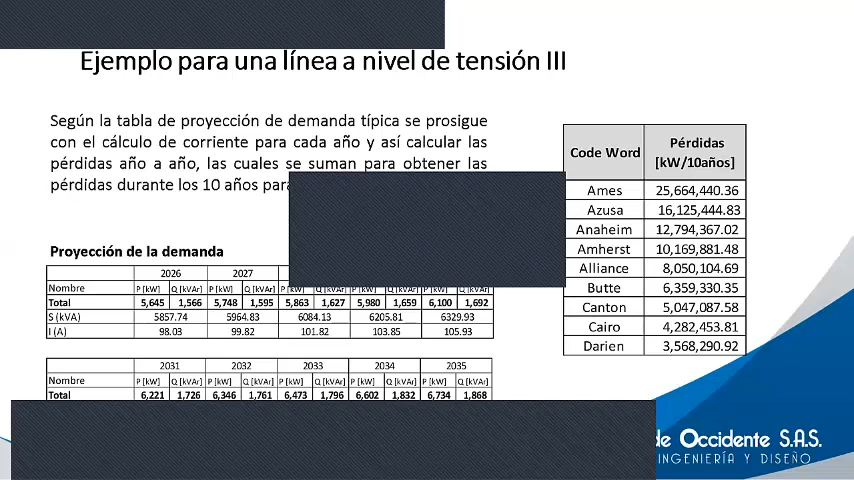 Ejemplo para una línea a nivel de tensión III
Según la tabla de proyección de demanda típica se prosigue
con el cálculo de corriente para cada año y así calcular las
pérdidas año a año, las cuales se suman para obtener las
pérdidas durante los 10 años
Proyección de la demanda
2026 2027
Nombre P [kW] Q [kVAr] P [kW] Q [kVAr] P [kW] Q [kVAr] P [kW] Q [kVAr] P [kW] Q [kVAr]
Total 5,645 1,566 5,748 1,595 5,863 1,627 5,980 1,659 6,100 1,692
S (kVA) 5857.74 5964.83 6084.13 6205.81 6329.93
I (A) 98.03 99.82 101.82 103.85 105.93
2031 2032 2033 2034 2035
Nombre P [kW] Q [kVAr] P [kW] Q [kVAr] P [kW] Q [kVAr] P [kW] Q [kVAr] P [kW] Q [kVAr]
Total 6,221 1,726 6,346 1,761 6,473 1,796 6,602 1,832 6,734 1,868
Code Word Pérdidas [kW/10años]
Ames 25,664,440.36
Azusa 16,125,444.83
Anaheim 12,794,367.02
Amherst 10,169,881.48
Alliance 8,050,104.69
Butte 6,359,330.35
Canton 5,047,087.58
Cairo 4,282,453.81
Darien 3,568,290.92
de Occidente S.A.S.
INGENIERÍA Y DISEÑO